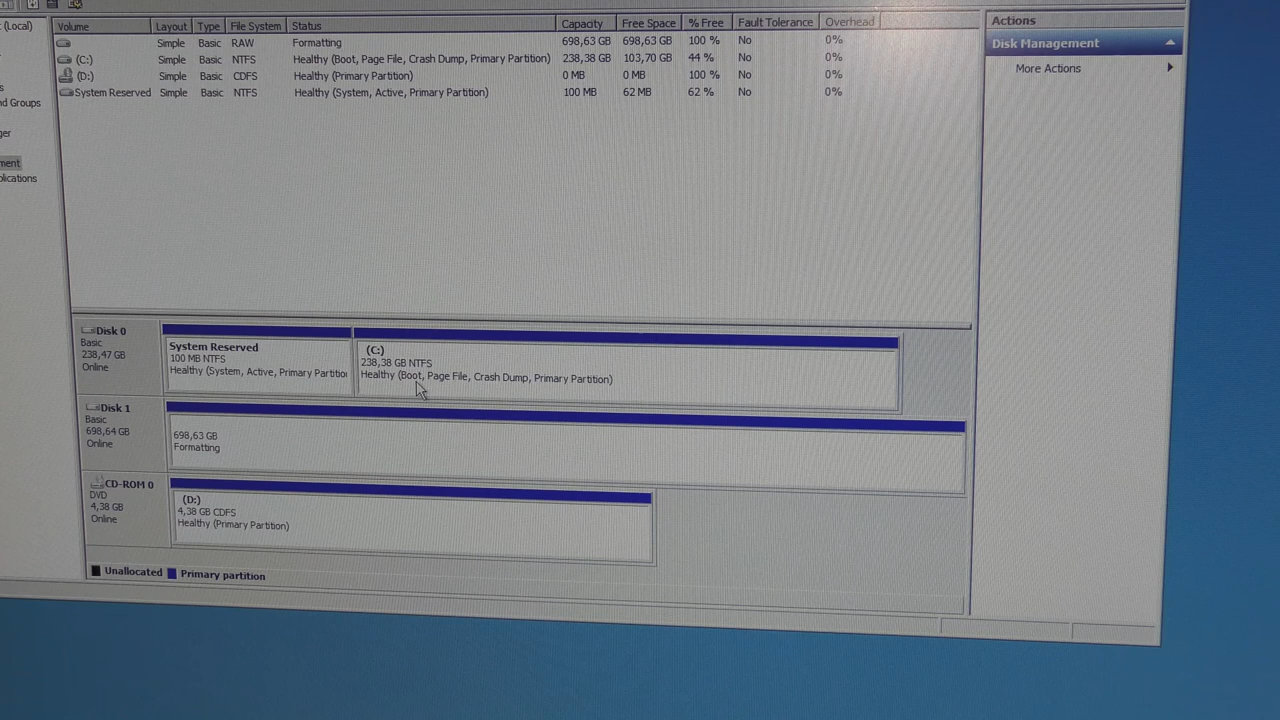 t (Local)
s
nd Groups
ger
ment
plications
Volume Layout Type File System Status Capacity Free Space % Free Fault Tolerance Overhead
Simple Basic RAW Formatting 698,63 GB 698,63 GB 100 % No 0%
(C:) Simple Basic NTFS Healthy (Boot, Page File, Crash Dump, Primary Partition) 238,38 GB 103,70 GB 44 % No 0%
(D:) Simple Basic CDFS Healthy (Primary Partition) 0 MB 0 MB 100 % No 0%
System Reserved Simple Basic NTFS Healthy (System, Active, Primary Partition) 100 MB 62 MB 62 % No 0%
Actions
Disk Management
More Actions
Disk 0
Basic
238,47 GB
Online
System Reserved
100 MB NTFS
Healthy (System, Active, Primary Partitio
(C:)
238,38 GB NTFS
Healthy (Boot, Page File, Crash Dump, Primary Partition)
Disk 1
Basic
698,64 GB
Online
698,63 GB
Formatting
CD-ROM 0
DVD
4,38 GB
Online
(D:)
4,38 GB CDFS
Healthy (Primary Partition)
Unallocated Primary partition